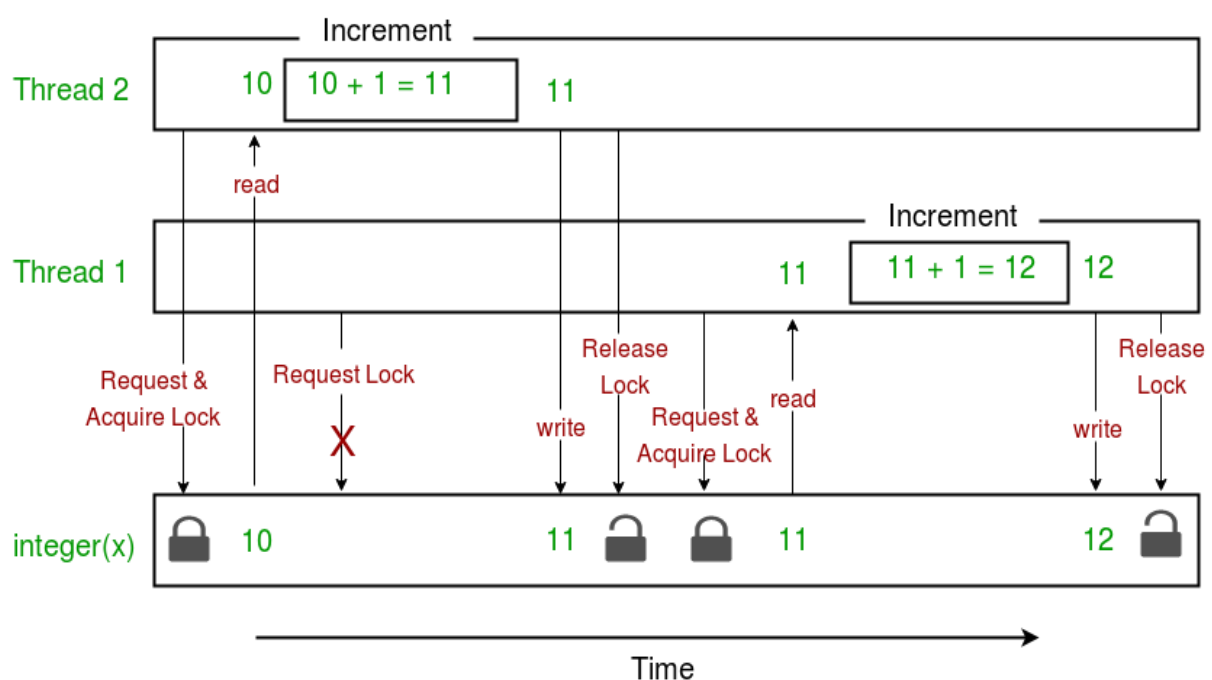 Increment
Thread 2
10
10 + 1 = 11
11
read
Increment
Thread 1
11
11 + 1 = 12
12
Request &
Acquire Lock
Request Lock
X
write
Release
Lock
Request &
Acquire Lock
read
write
Release
Lock
integer(x)
10
11
11
12
Time